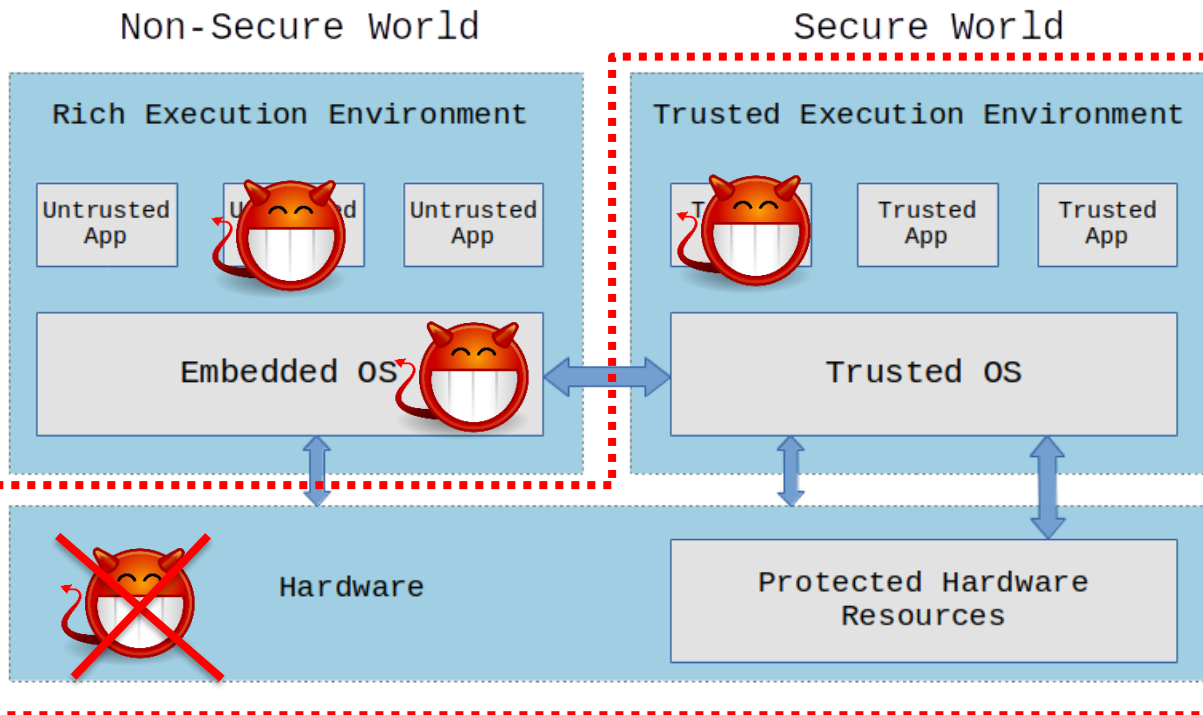 Non-Secure World
Secure World
Rich Execution Environment
Trusted Execution Environment
Untrusted
App
Untrusted
App
Trusted
App
Trusted
App
Embedded OS
Trusted OS
Hardware
Protected Hardware
Resources